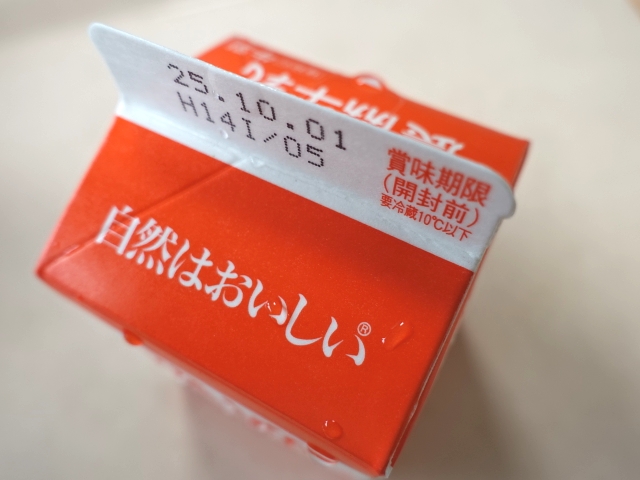 25.10.01
H14I/05
賞味期限
(開封前)
要冷蔵10℃以下
自然はおいしい®